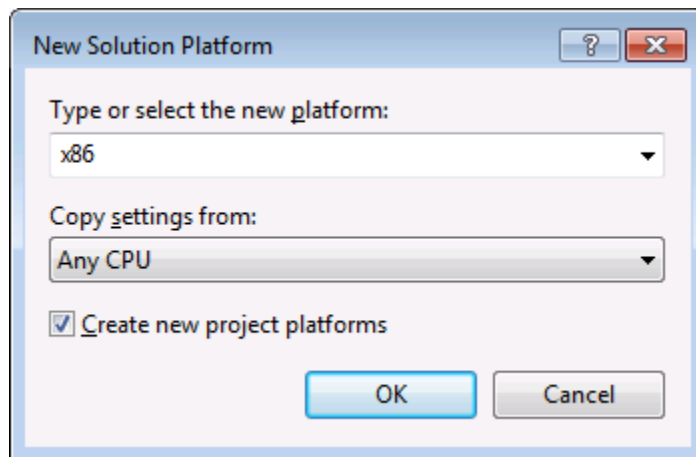 New Solution Platform
?
Type or select the new platform:
x86
Copy settings from:
Any CPU
Create new project platforms
OK
Cancel